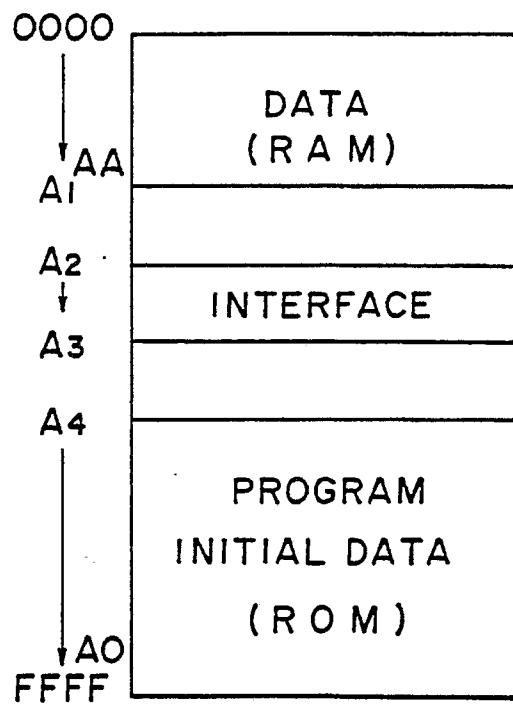 0000
DATA
(RAM)
AA
A1
A2
INTERFACE
A3
A4
PROGRAM
INITIAL DATA
(ROM)
A0
FFFF